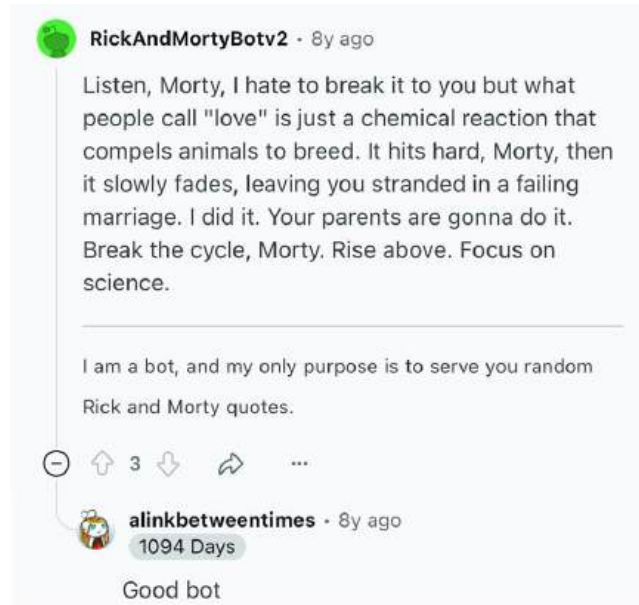 RickAndMortyBotv2 · 8y ago
Listen, Morty, I hate to break it to you but what
people call "love" is just a chemical reaction that
compels animals to breed. It hits hard, Morty, then
it slowly fades, leaving you stranded in a failing
marriage. I did it. Your parents are gonna do it.
Break the cycle, Morty. Rise above. Focus on
science.
I am a bot, and my only purpose is to serve you random
Rick and Morty quotes.
3
alinkbetweentimes · 8y ago
1094 Days
Good bot